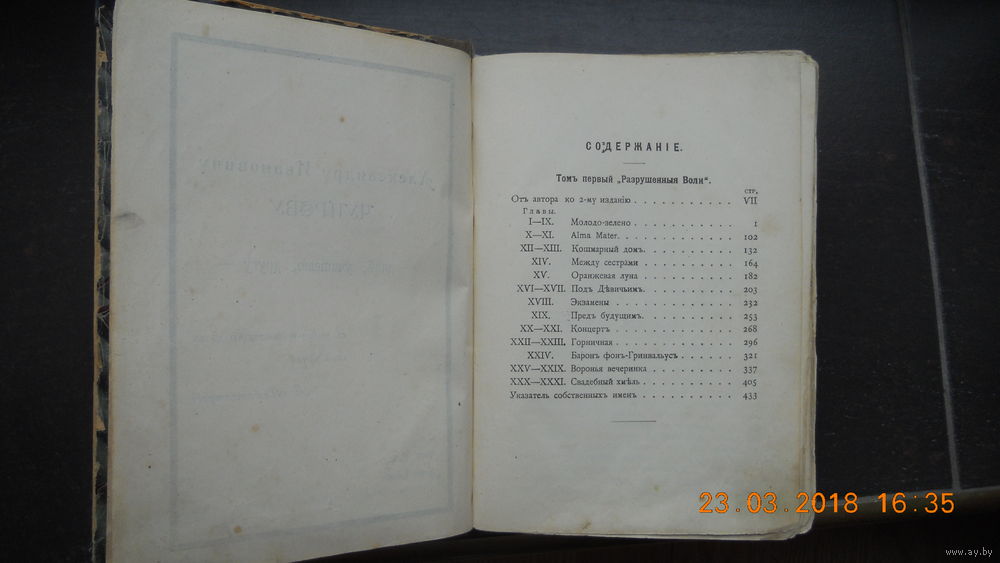 Александру Ивановичу
СОДЕРЖАНІЕ.
Томъ первый „Разрушенныя Воли“.
СТР.
Отъ автора ко 2-му изданію . . . . . . . . . . . VII
Главы.
I—IX. Молодо-зелено . . . . . . . . . . . 1
X—XI. Alma Mater. . . . . . . . . . . . 102
XII—XIII. Кошмарный домъ. . . . . . . . . . 132
XIV. Между сестрами . . . . . . . . . . 164
XV. Оранжевая луна . . . . . . . . . . 182
XVI—XVII. Подъ Дѣвичьимъ. . . . . . . . . . 203
XVIII. Экзамены . . . . . . . . . . . . 232
XIX. Предъ будущимъ. . . . . . . . . . 253
XX—XXI. Концертъ . . . . . . . . . . . . 268
XXII—XXIII. Горничная . . . . . . . . . . . . 296
XXIV. Баронъ фонъ-Гринвальусъ . . . . . . 321
XXV—XXIX. Воронья вечеринка . . . . . . . . . 337
XXX—XXXI. Свадебный хмѣль . . . . . . . . . . 405
Указатель собственныхъ именъ . . . . . . . . . . 433
23.03.2018 16:35
www.ay.by